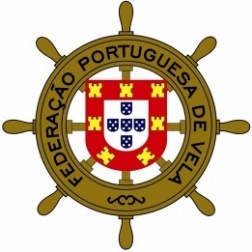 FEDERAÇÃO PORTUGUESA DE VELA